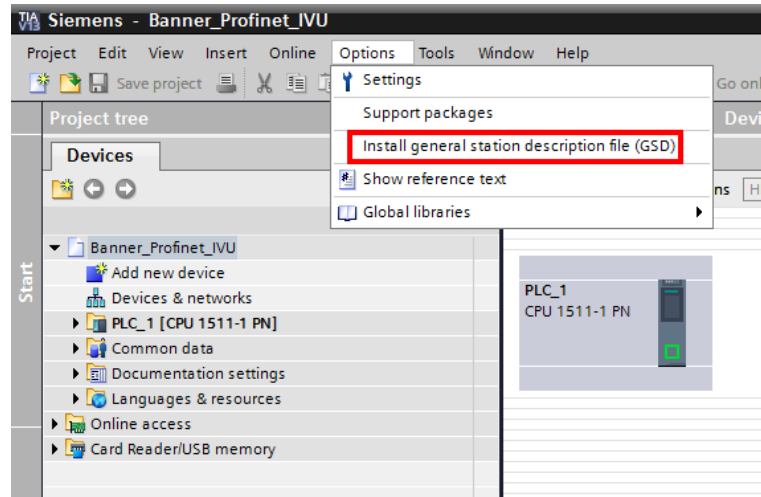 TIA V13 Siemens - Banner_Profinet_IVU
Project Edit View Insert Online Options Tools Window Help
Save project
Go onl
Settings
Support packages
Install general station description file (GSD)
Show reference text
Global libraries
Project tree
Devi
Devices
ns H
Start
Banner_Profinet_IVU
Add new device
Devices & networks
PLC_1 [CPU 1511-1 PN]
Common data
Documentation settings
Languages & resources
Online access
Card Reader/USB memory
PLC_1
CPU 1511-1 PN